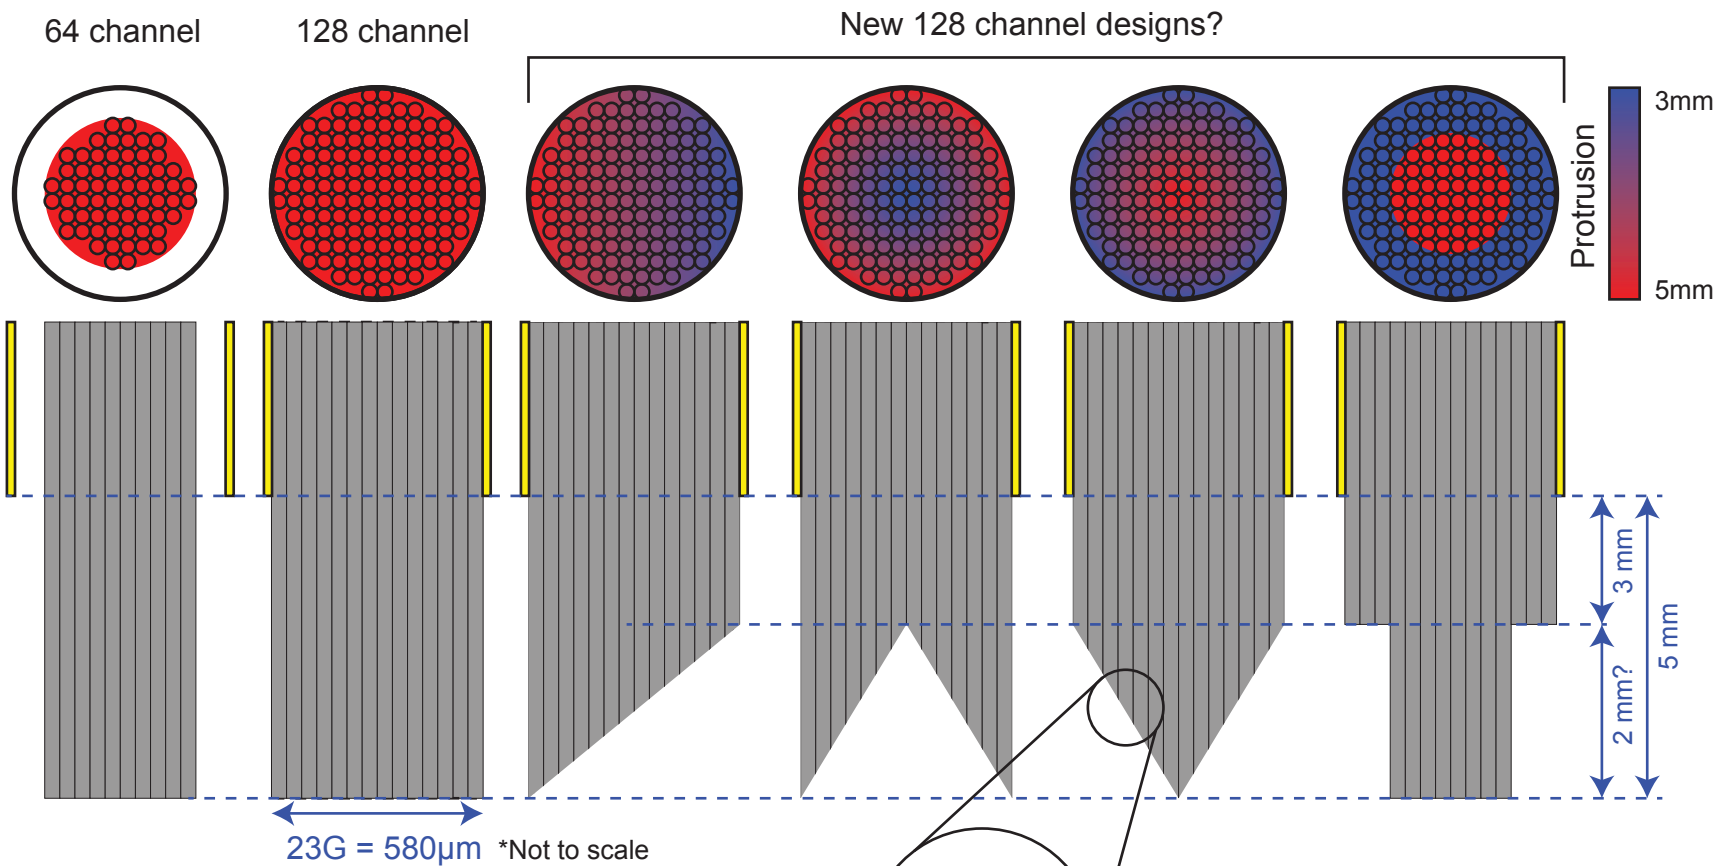 64 channel
128 channel
New 128 channel designs?
Protrusion
3mm
5mm
3 mm
2 mm?
5 mm
23G = 580µm
*Not to scale